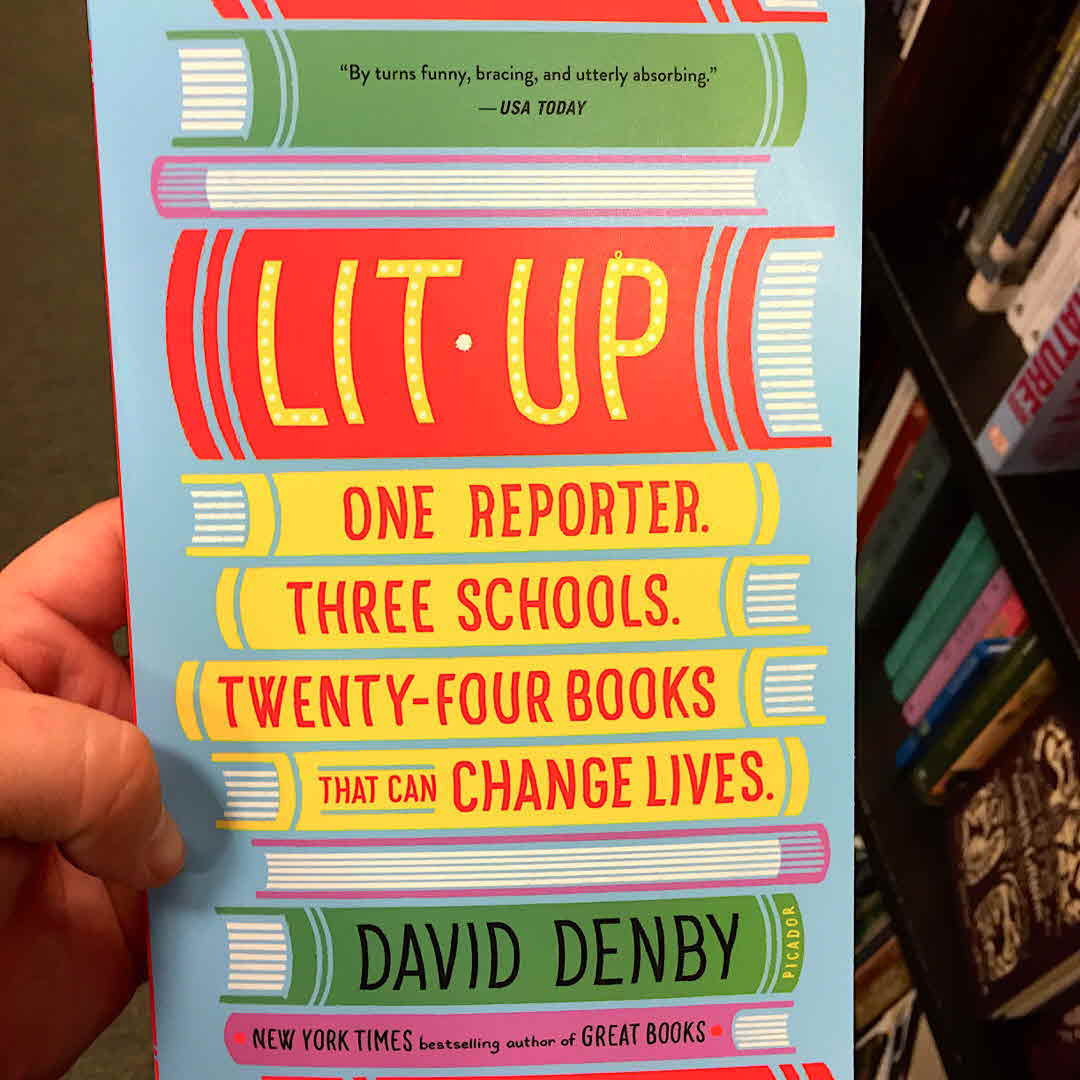 “By turns funny, bracing, and utterly absorbing.”
—USA TODAY
LIT UP
ONE REPORTER.
THREE SCHOOLS.
TWENTY-FOUR BOOKS
THAT CAN CHANGE LIVES.
DAVID DENBY
PICADOR
•NEW YORK TIMES bestselling author of GREAT BOOKS•
ATURE